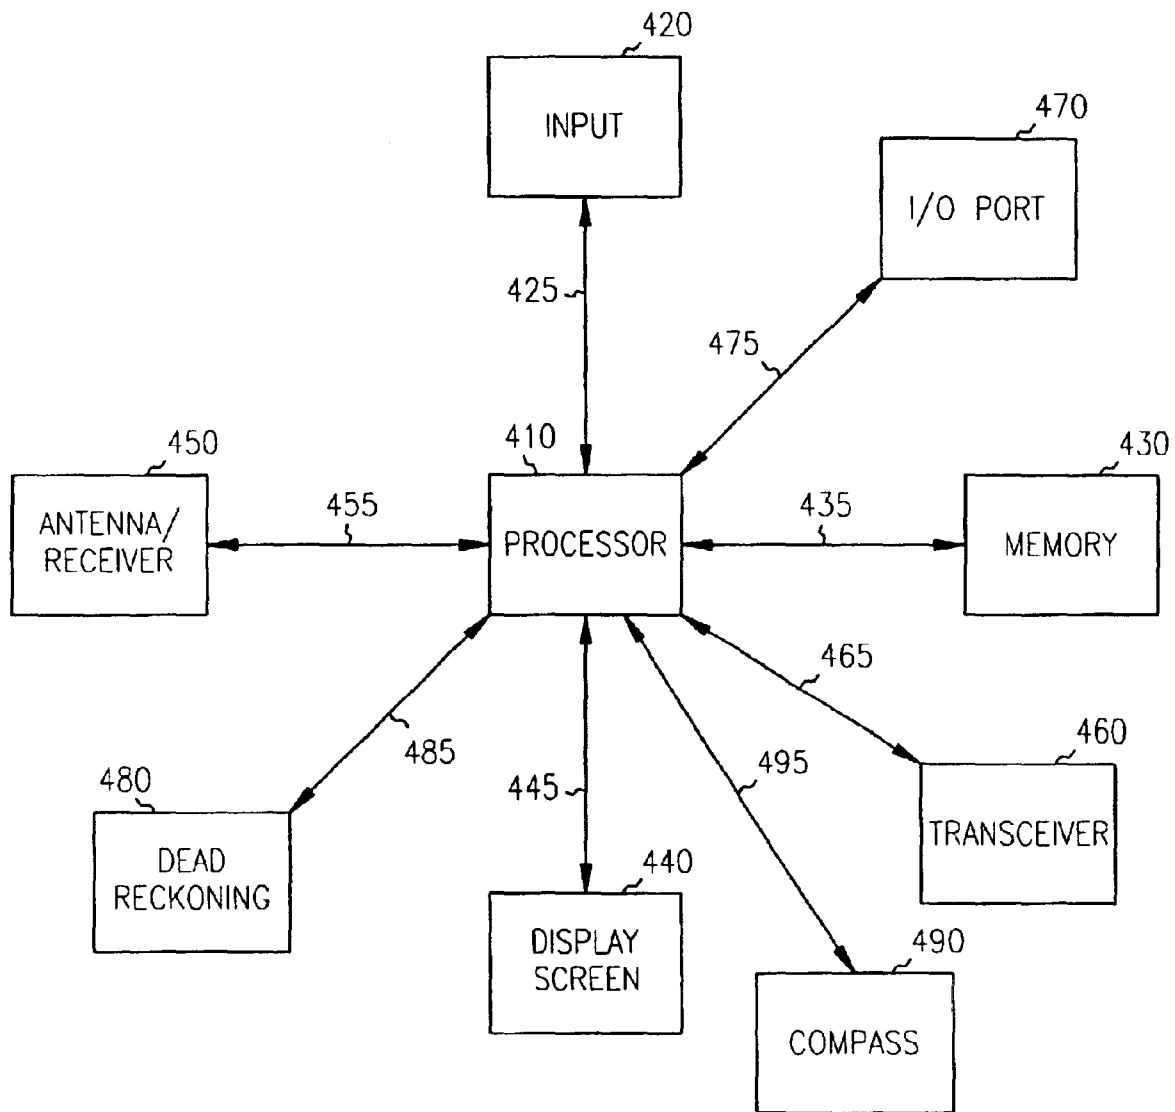 420
INPUT
470
I/O PORT
425
475
450
ANTENNA/
RECEIVER
455
410
PROCESSOR
435
430
MEMORY
465
460
TRANSCEIVER
485
480
DEAD
RECKONING
445
495
440
DISPLAY
SCREEN
490
COMPASS